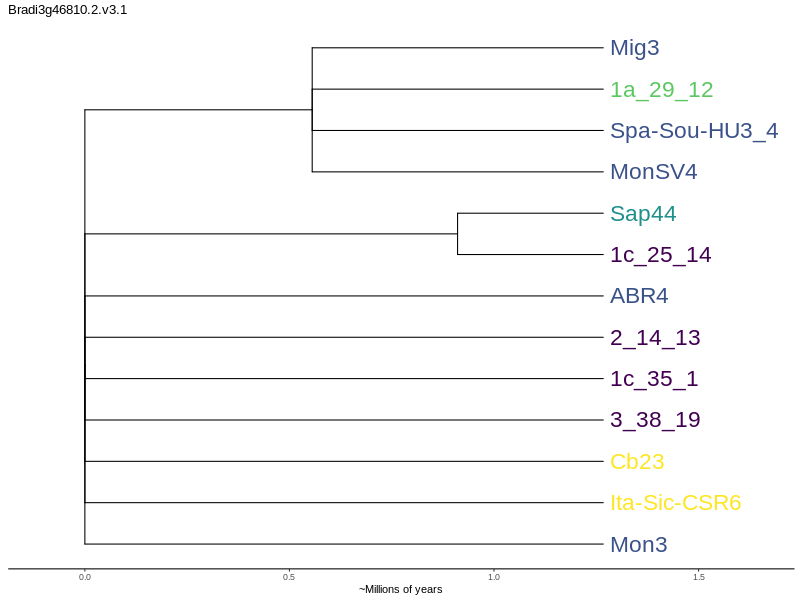 Bradi3g46810.2.v3.1
Mig3
1a_29_12
Spa-Sou-HU3_4
MonSV4
Sap44
1c_25_14
ABR4
2_14_13
1c_35_1
3_38_19
Cb23
Ita-Sic-CSR6
Mon3
0.0 0.5 1.0 1.5
~Millions of years